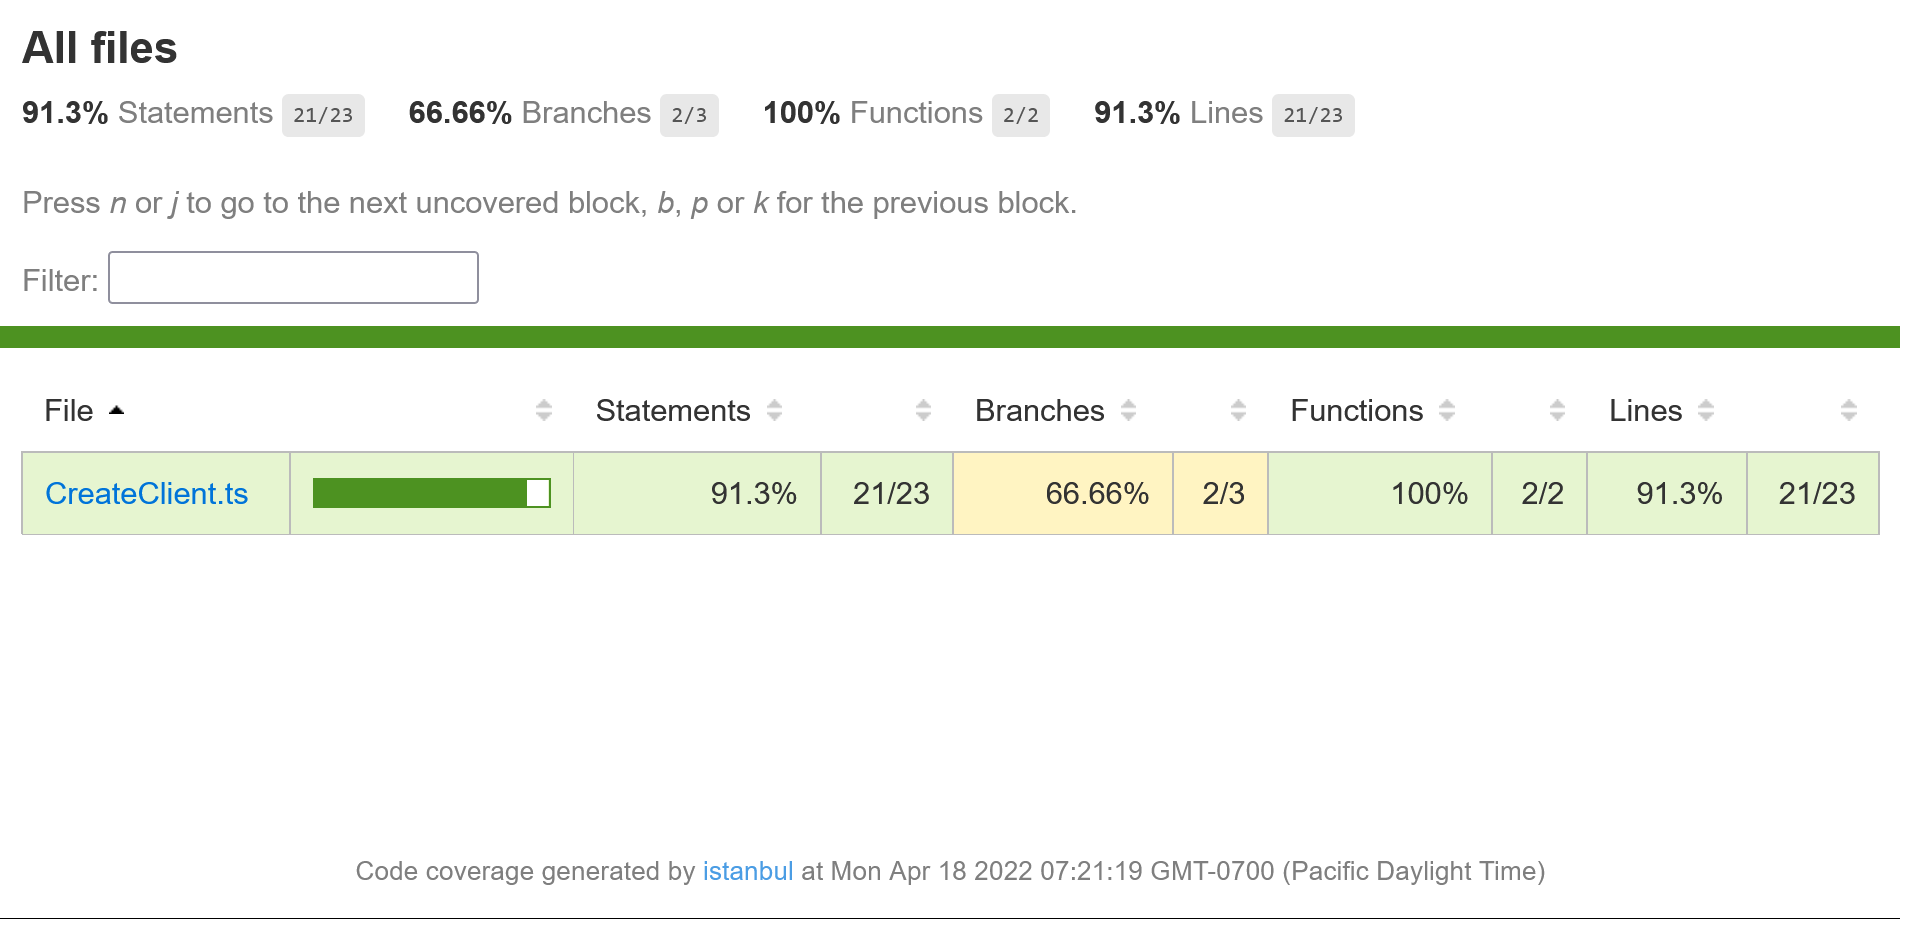 All files
91.3% Statements 21/23 66.66% Branches 2/3 100% Functions 2/2 91.3% Lines 21/23
Press n or j to go to the next uncovered block, b, p or k for the previous block.
Filter:
File Statements Branches Functions Lines
CreateClient.ts 91.3% 21/23 66.66% 2/3 100% 2/2 91.3% 21/23
Code coverage generated by istanbul at Mon Apr 18 2022 07:21:19 GMT-0700 (Pacific Daylight Time)